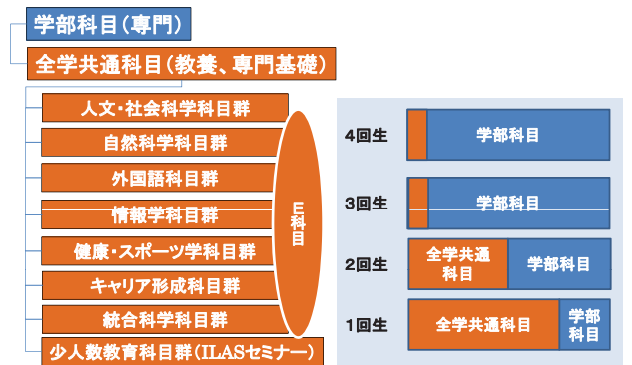 学部科目（専門）
全学共通科目（教養、専門基礎）
人文・社会科学科目群
自然科学科目群
外国語科目群
情報学科目群
健康・スポーツ学科目群
キャリア形成科目群
統合科学科目群
少人数教育科目群（ILASセミナー）
E科目
4回生
学部科目
3回生
学部科目
2回生
全学共通
科目
学部科目
1回生
全学共通科目
学部
科目